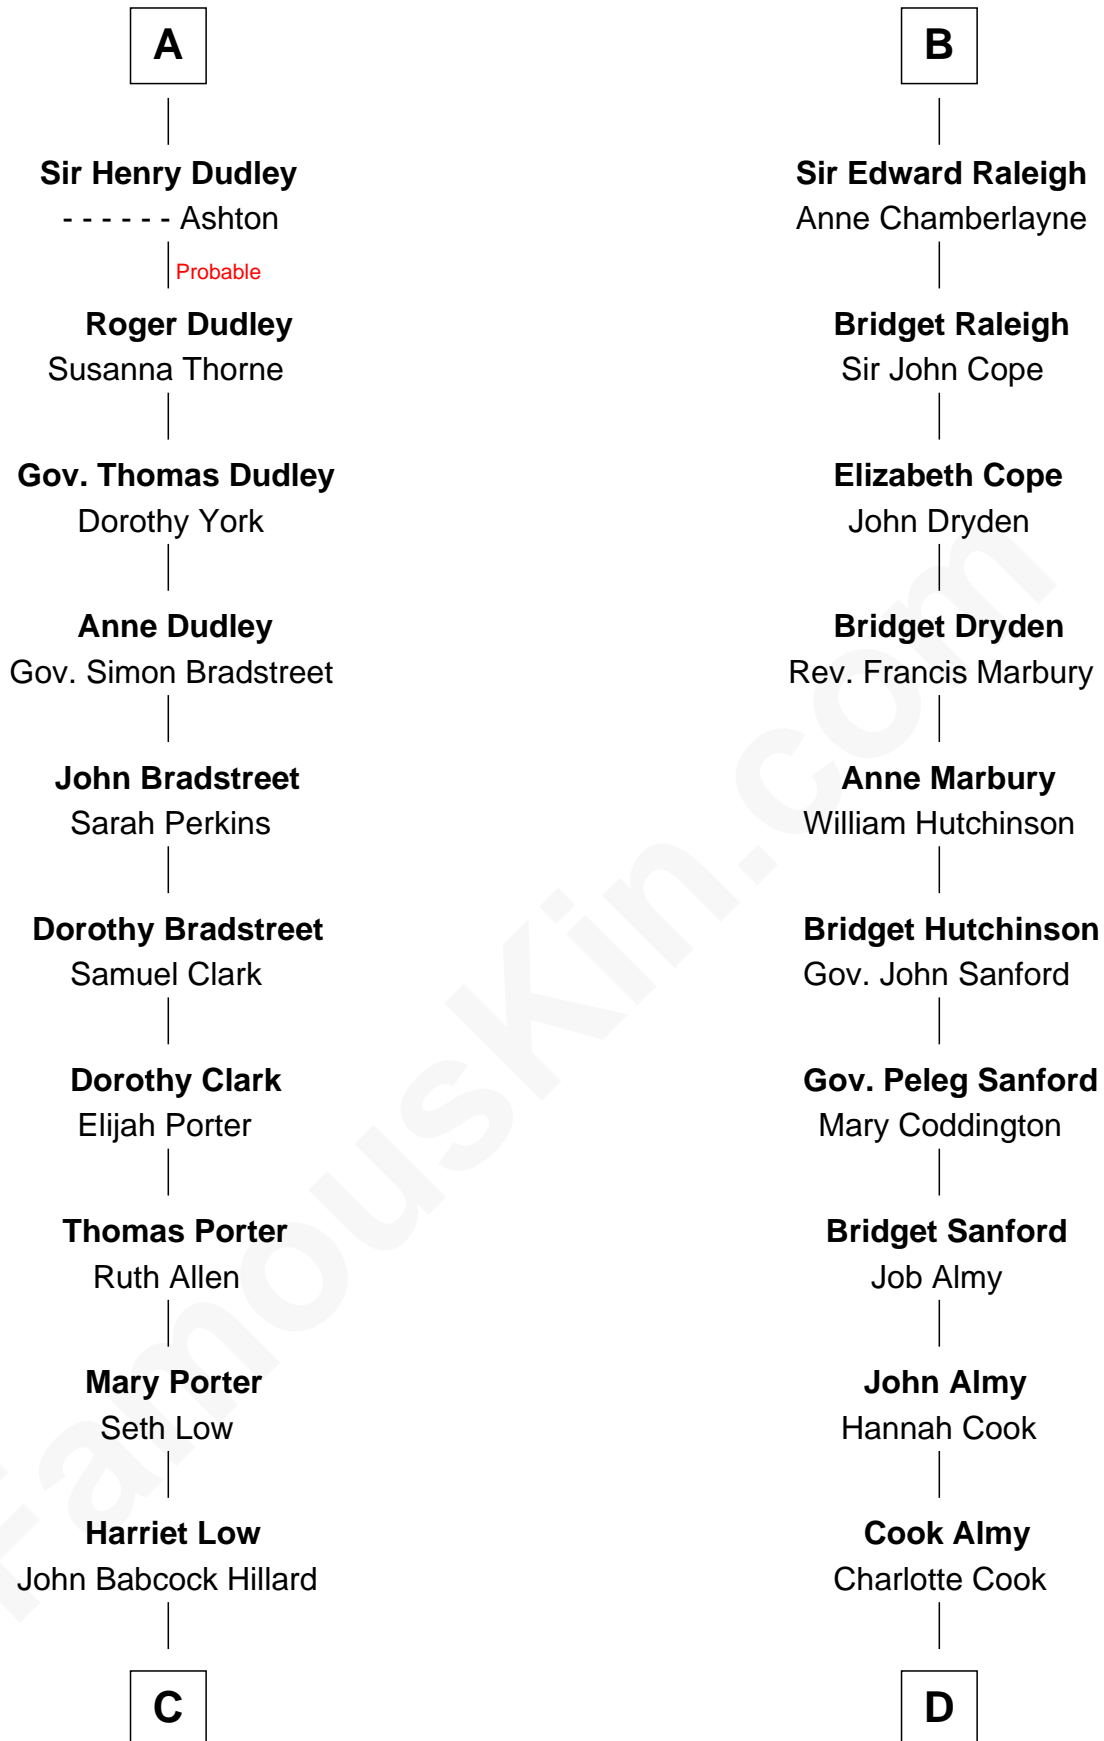 A
Sir Henry Dudley
- - - - - - Ashton
Probable
Roger Dudley
Susanna Thorne
Gov. Thomas Dudley
Dorothy York
Anne Dudley
Gov. Simon Bradstreet
John Bradstreet
Sarah Perkins
Dorothy Bradstreet
Samuel Clark
Dorothy Clark
Elijah Porter
Thomas Porter
Ruth Allen
Mary Porter
Seth Low
Harriet Low
John Babcock Hillard
C
B
Sir Edward Raleigh
Anne Chamberlayne
Bridget Raleigh
Sir John Cope
Elizabeth Cope
John Dryden
Bridget Dryden
Rev. Francis Marbury
Anne Marbury
William Hutchinson
Bridget Hutchinson
Gov. John Sanford
Gov. Peleg Sanford
Mary Coddington
Bridget Sanford
Job Almy
John Almy
Hannah Cook
Cook Almy
Charlotte Cook
D
FamousKin.com